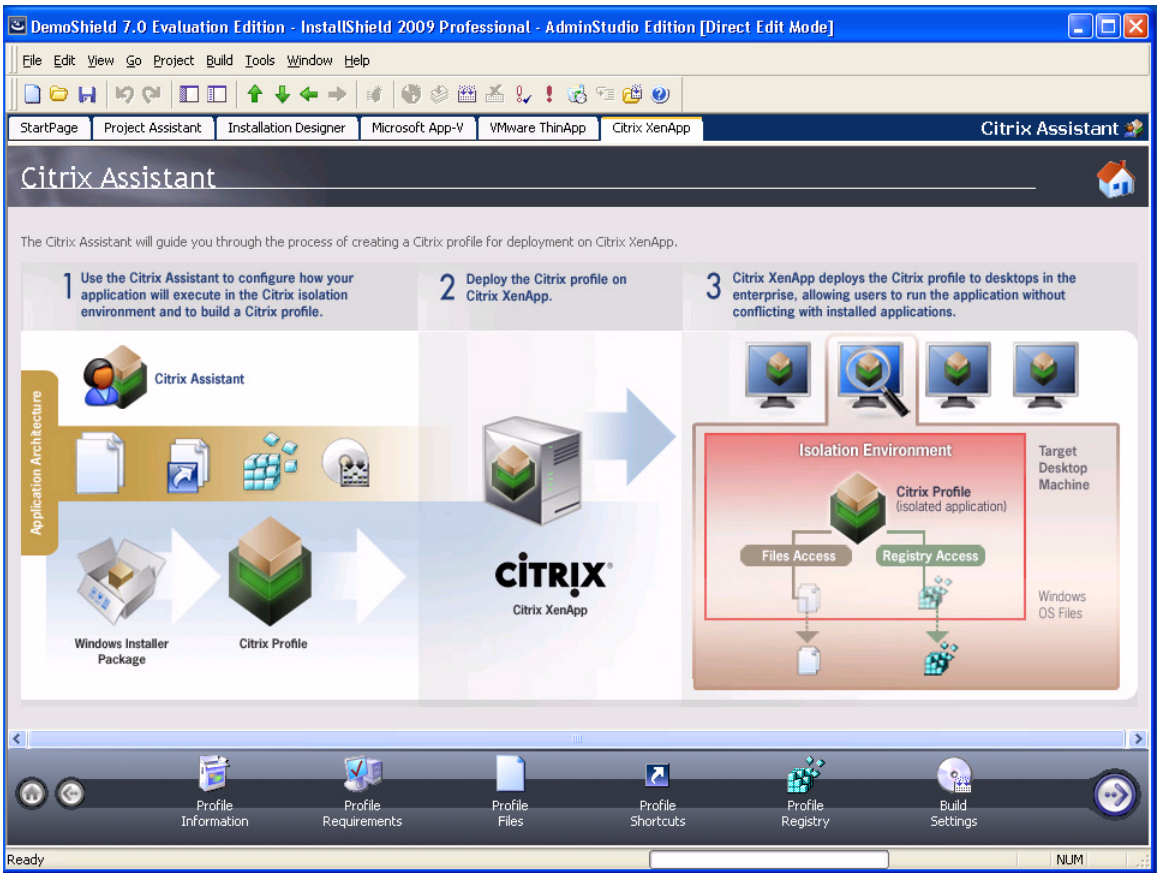 DemoShield 7.0 Evaluation Edition - InstallShield 2009 Professional - AdminStudio Edition [Direct Edit Mode]
File Edit View Go Project Build Tools Window Help
StartPage Project Assistant Installation Designer Microsoft App-V VMware ThinApp Citrix XenApp Citrix Assistant
Citrix Assistant
The Citrix Assistant will guide you through the process of creating a Citrix profile for deployment on Citrix XenApp.
1 Use the Citrix Assistant to configure how your
application will execute in the Citrix isolation
environment and to build a Citrix profile.
2 Deploy the Citrix profile on
Citrix XenApp.
3 Citrix XenApp deploys the Citrix profile to desktops in the
enterprise, allowing users to run the application without
conflicting with installed applications.
Application Architecture
Citrix Assistant
Windows Installer
Package
Citrix Profile
CİTRIX
Citrix XenApp
Isolation Environment
Target
Desktop
Machine
Citrix Profile
(isolated application)
Files Access
Registry Access
Windows
OS Files
Profile
Information
Profile
Requirements
Profile
Files
Profile
Shortcuts
Profile
Registry
Build
Settings
Ready
NUM